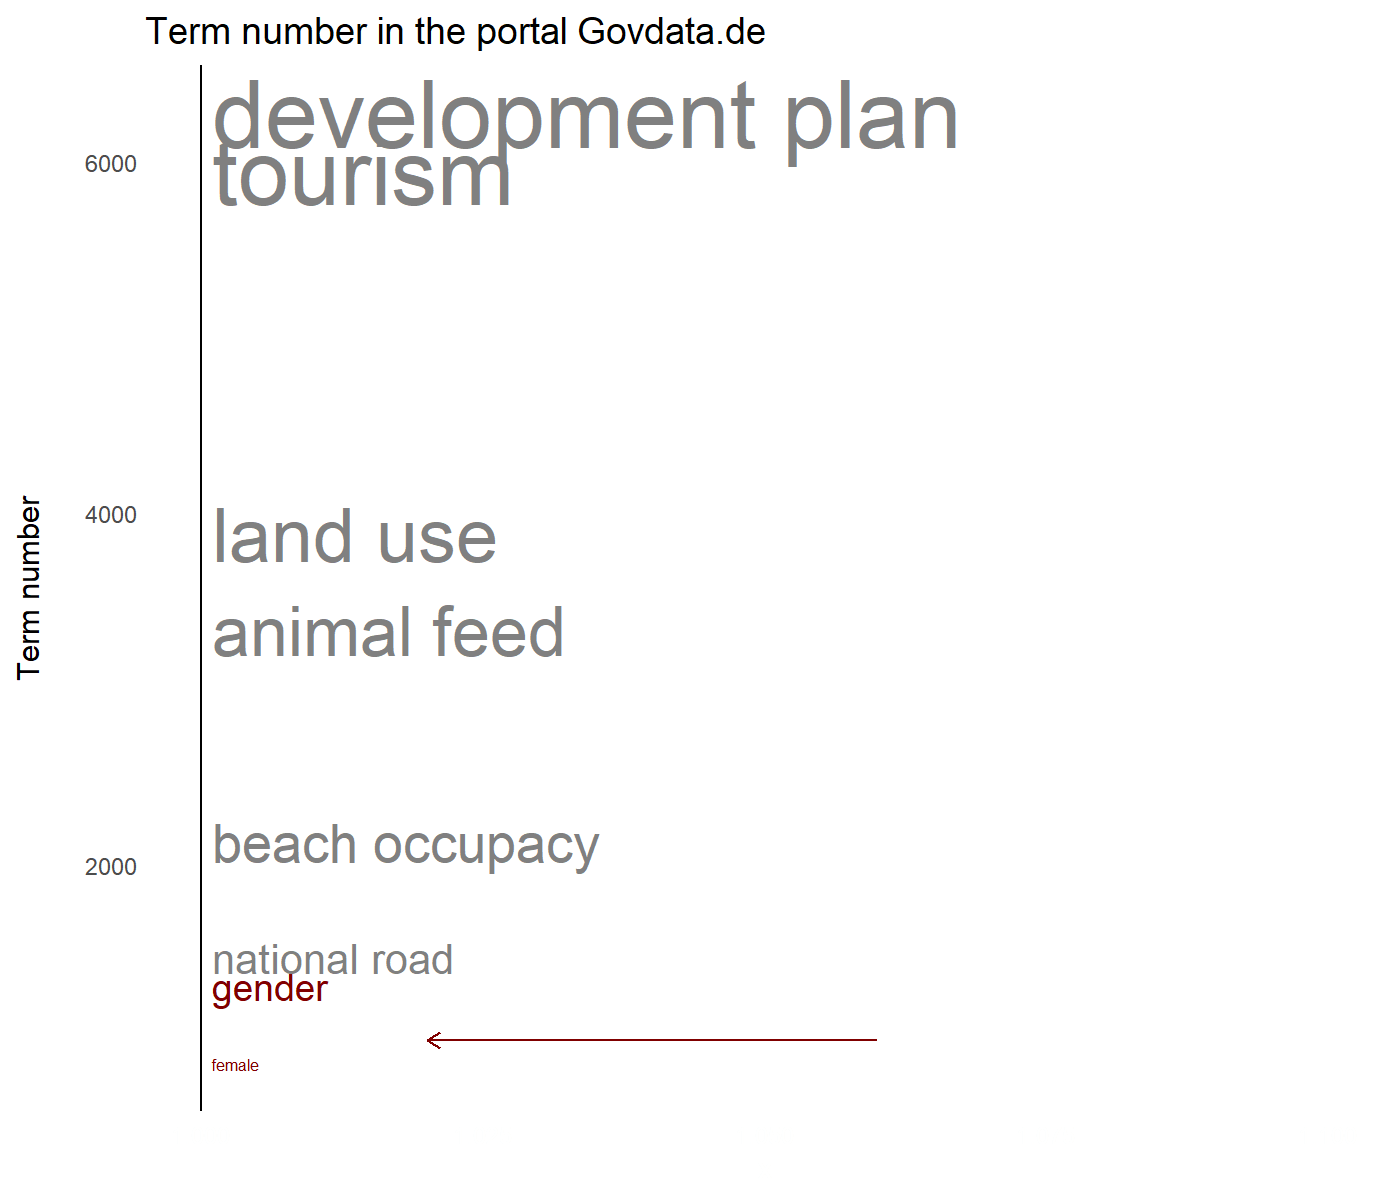 Term number in the portal Govdata.de
development plan
6000
tourism
Term number
4000
land use
animal feed
beach occupacy
2000
national road
gender
female